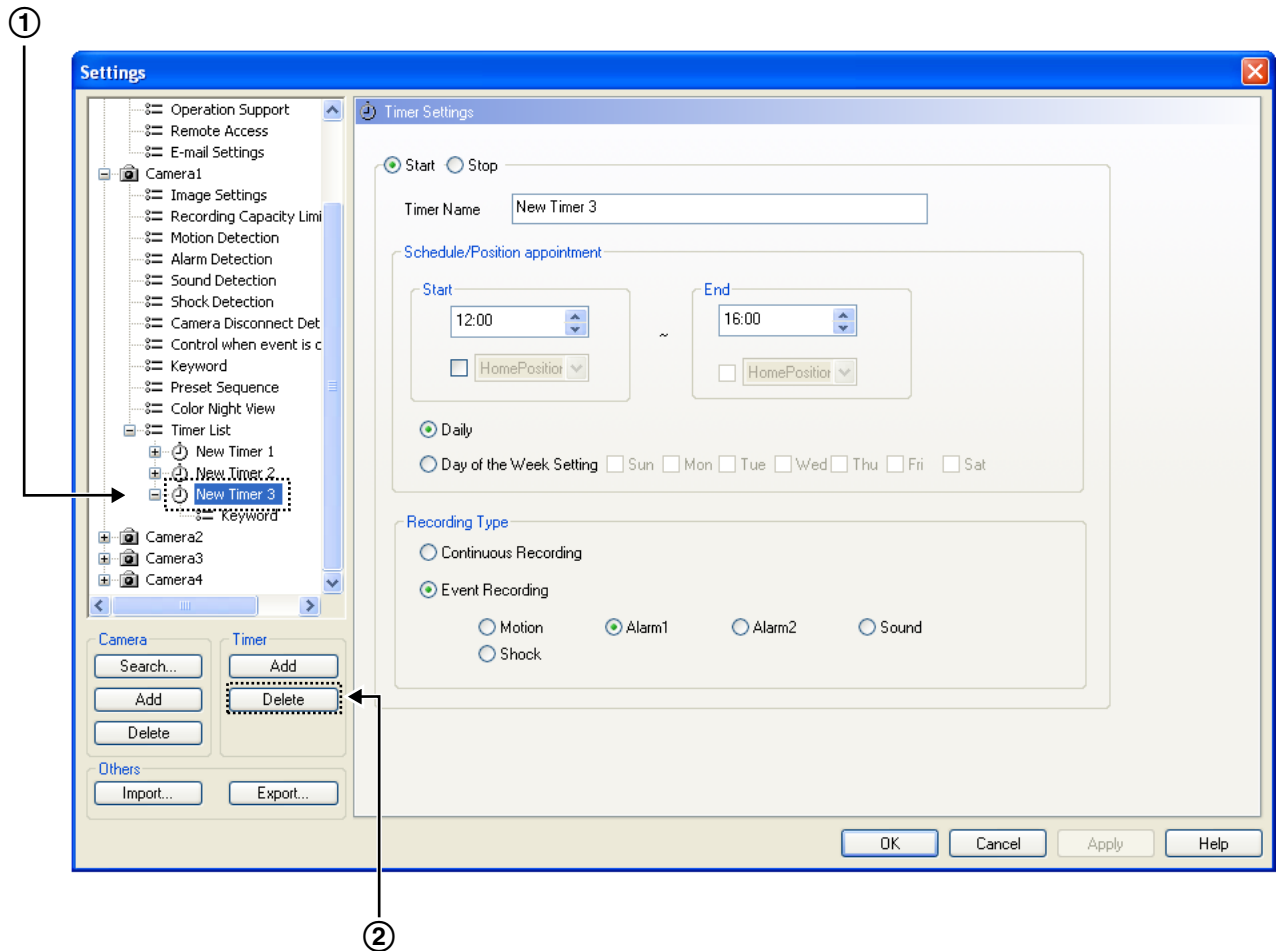 ①
Settings
Operation Support
Remote Access
E-mail Settings
Camera1
Image Settings
Recording Capacity Limi
Motion Detection
Alarm Detection
Sound Detection
Shock Detection
Camera Disconnect Det
Control when event is c
Keyword
Preset Sequence
Color Night View
Timer List
New Timer 1
New Timer 2
New Timer 3
Keyword
Camera2
Camera3
Camera4
Camera
Search...
Add
Delete
Timer
Add
Delete
Others
Import...
Export...
Timer Settings
Start Stop
Timer Name New Timer 3
Schedule/Position appointment
Start
12:00
HomePosition
~
End
16:00
HomePosition
Daily
Day of the Week Setting Sun Mon Tue Wed Thu Fri Sat
Recording Type
Continuous Recording
Event Recording
Motion Alarm1 Alarm2 Sound
Shock
OK Cancel Apply Help
②